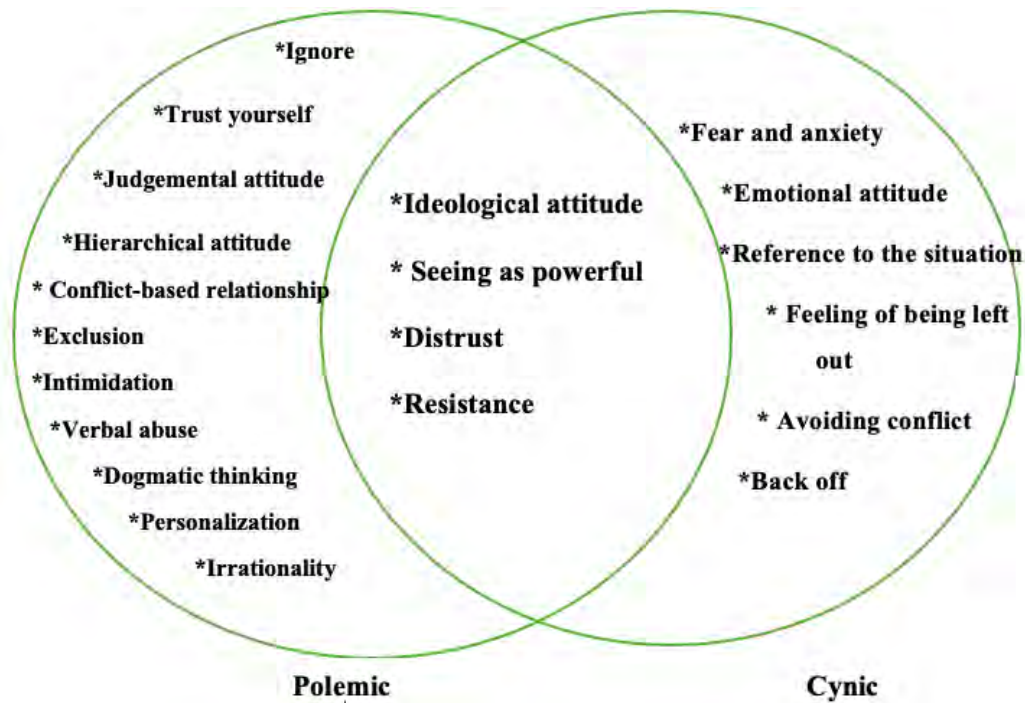 *Ignore
*Trust yourself
*Judgemental attitude
*Hierarchical attitude
* Conflict-based relationship
*Exclusion
*Intimidation
*Verbal abuse
*Dogmatic thinking
*Personalization
*Irrationality
*Ideological attitude
* Seeing as powerful
*Distrust
*Resistance
*Fear and anxiety
*Emotional attitude
*Reference to the situation
* Feeling of being left
out
* Avoiding conflict
*Back off
Polemic
Cynic